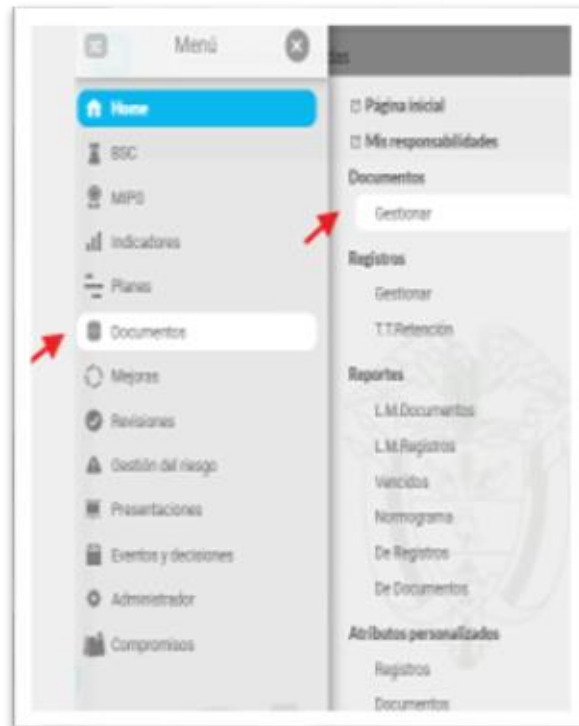 Menú
Home
BSC
MIPG
Indicadores
Planes
Documentos
Mejoras
Revisiones
Gestión del riesgo
Presentaciones
Eventos y decisiones
Administrador
Compromisos
Página inicial
Mis responsabilidades
Documentos
Gestionar
Registros
Gestionar
T.T.Retención
Reportes
L.M.Documentos
L.M.Registros
Vencidos
Normograma
De Registros
De Documentos
Atributos personalizados
Registros
Documentos